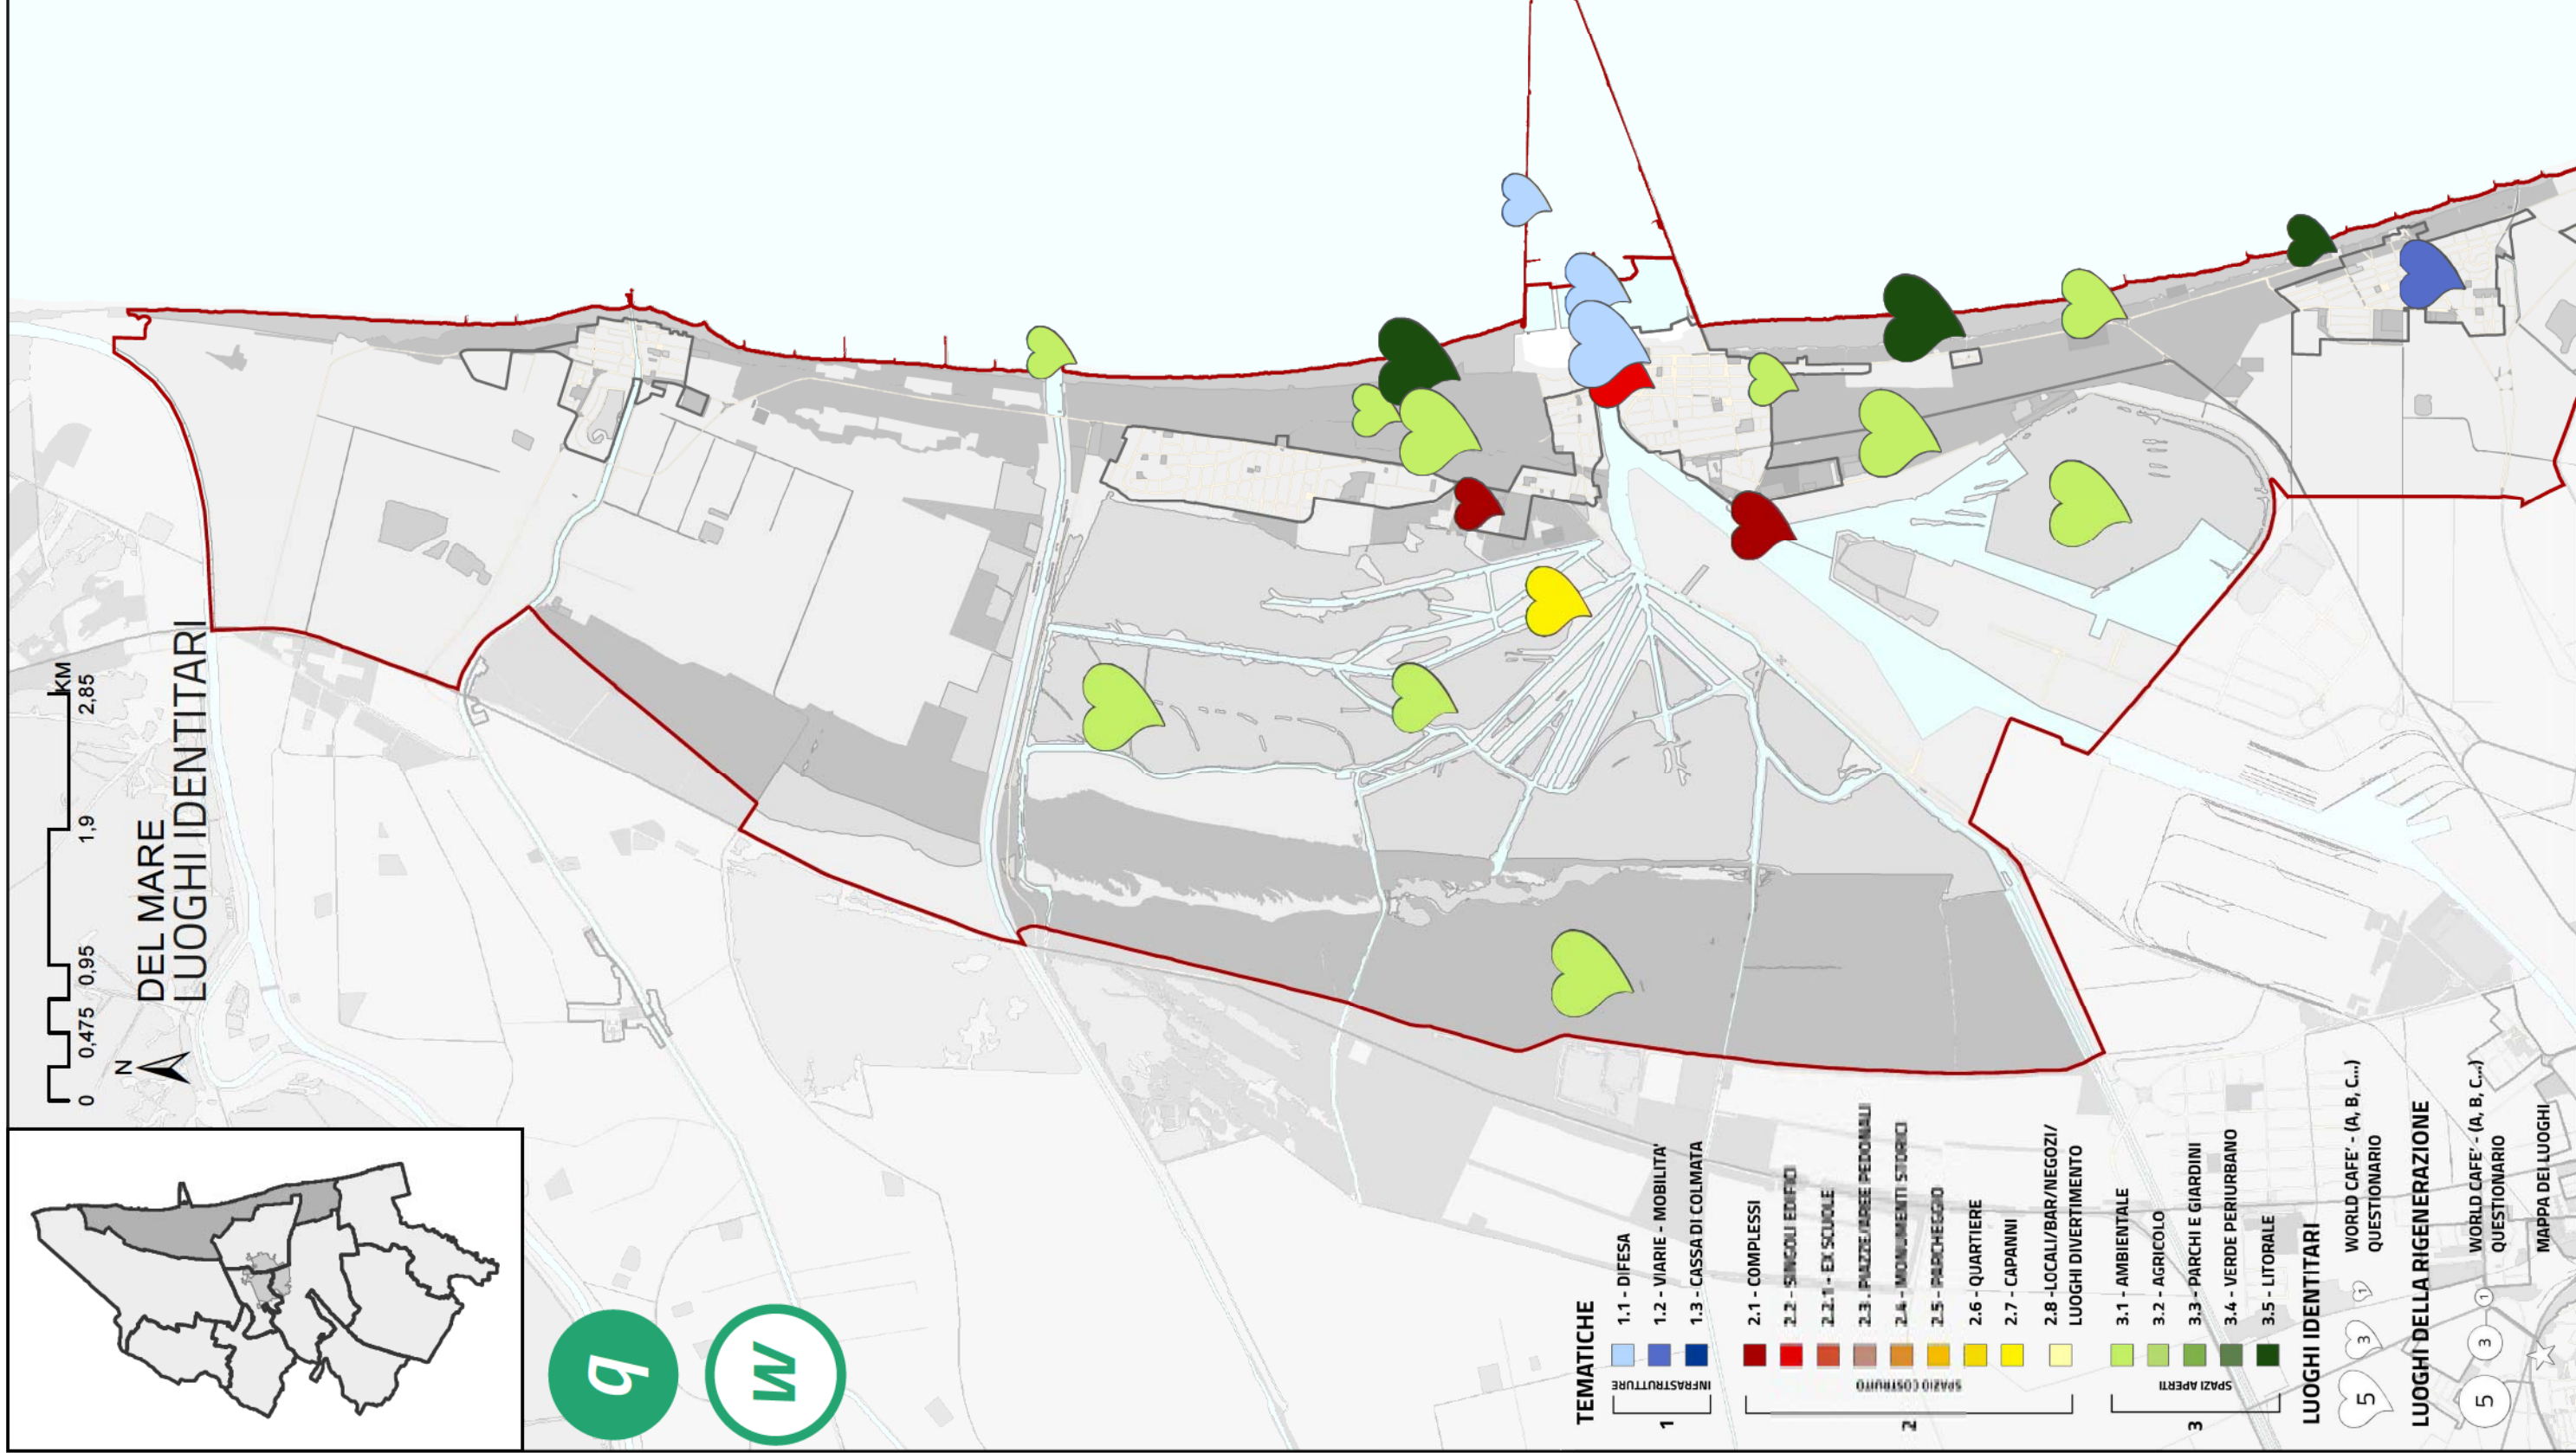 DEL MARE
LUOGHI IDENTITARI
N
0 0,475 0,95 1,9 2,85
KM
q
w
TEMATICHE
1
INFRASTRUTTURE
1.1 - DIFESA
1.2 - VIARIE - MOBILITA'
1.3 - CASSA DI COLMATA
2
SPAZIO COSTRUITO
2.1 - COMPLESSI
2.2 - SINGOLI EDIFICI
2.2.1 - EX SCUOLE
2.3 - PIAZZE/AREE PEDONALI
2.4 - MONUMENTI STORICI
2.5 - PARCHEGGIO
2.6 - QUARTIERE
2.7 - CAPANNI
2.8 -LOCALI/BAR/NEGOZI/
LUOGHI DIVERTIMENTO
3
SPAZI APERTI
3.1 - AMBIENTALE
3.2 - AGRICOLO
3.3 - PARCHI E GIARDINI
3.4 - VERDE PERIURBANO
3.5 - LITORALE
LUOGHI IDENTITARI
5 3 1 WORLD CAFE' - (A, B, C...)
QUESTIONARIO
LUOGHI DELLA RIGENERAZIONE
5 3 1 WORLD CAFE' - (A, B, C...)
QUESTIONARIO
MAPPA DEI LUOGHI